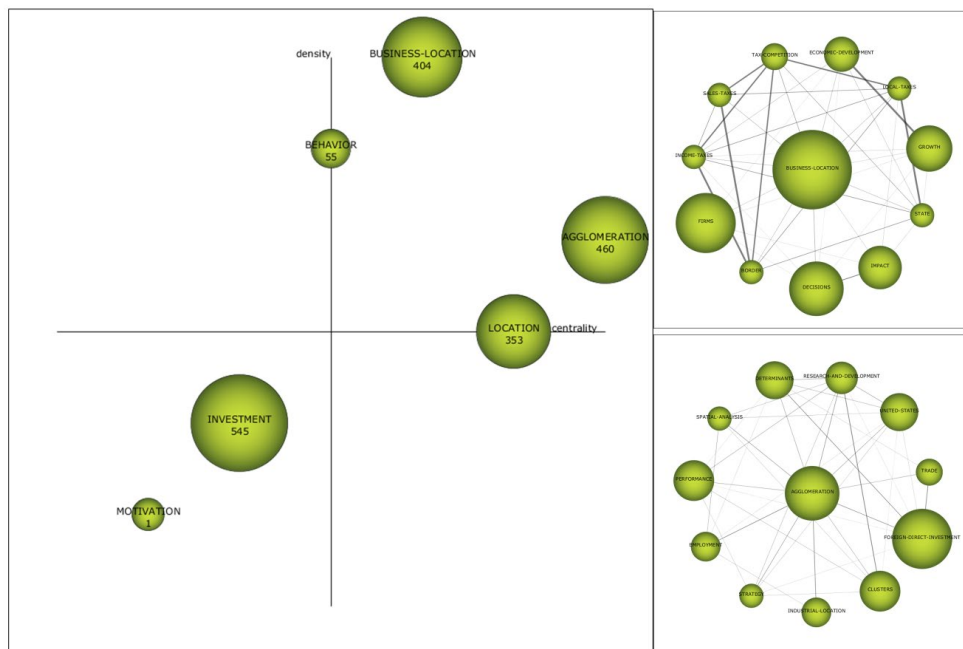 density
BUSINESS-LOCATION
404
BEHAVIOR
55
AGGLOMERATION
460
LOCATION
353
centrality
INVESTMENT
545
MOTIVATION
1
TAX-COMPETITION
ECONOMIC-DEVELOPMENT
SALES-TAXES
LOCAL-TAXES
INCOME-TAXES
GROWTH
BUSINESS-LOCATION
FIRMS
STATE
BORDER
IMPACT
DECISIONS
DETERMINANTS
RESEARCH-AND-DEVELOPMENT
SPATIAL-ANALYSIS
UNITED-STATES
PERFORMANCE
TRADE
AGGLOMERATION
EMPLOYMENT
FOREIGN-DIRECT-INVESTMENT
STRATEGY
CLUSTERS
INDUSTRIAL-LOCATION